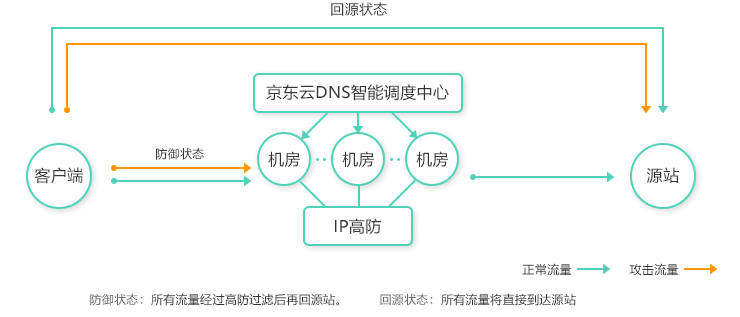 回源状态
京东云DNS智能调度中心
防御状态
客户端
机房
机房
机房
源站
IP高防
正常流量
攻击流量
防御状态：所有流量经过高防过滤后再回源站。
回源状态：所有流量将直接到达源站